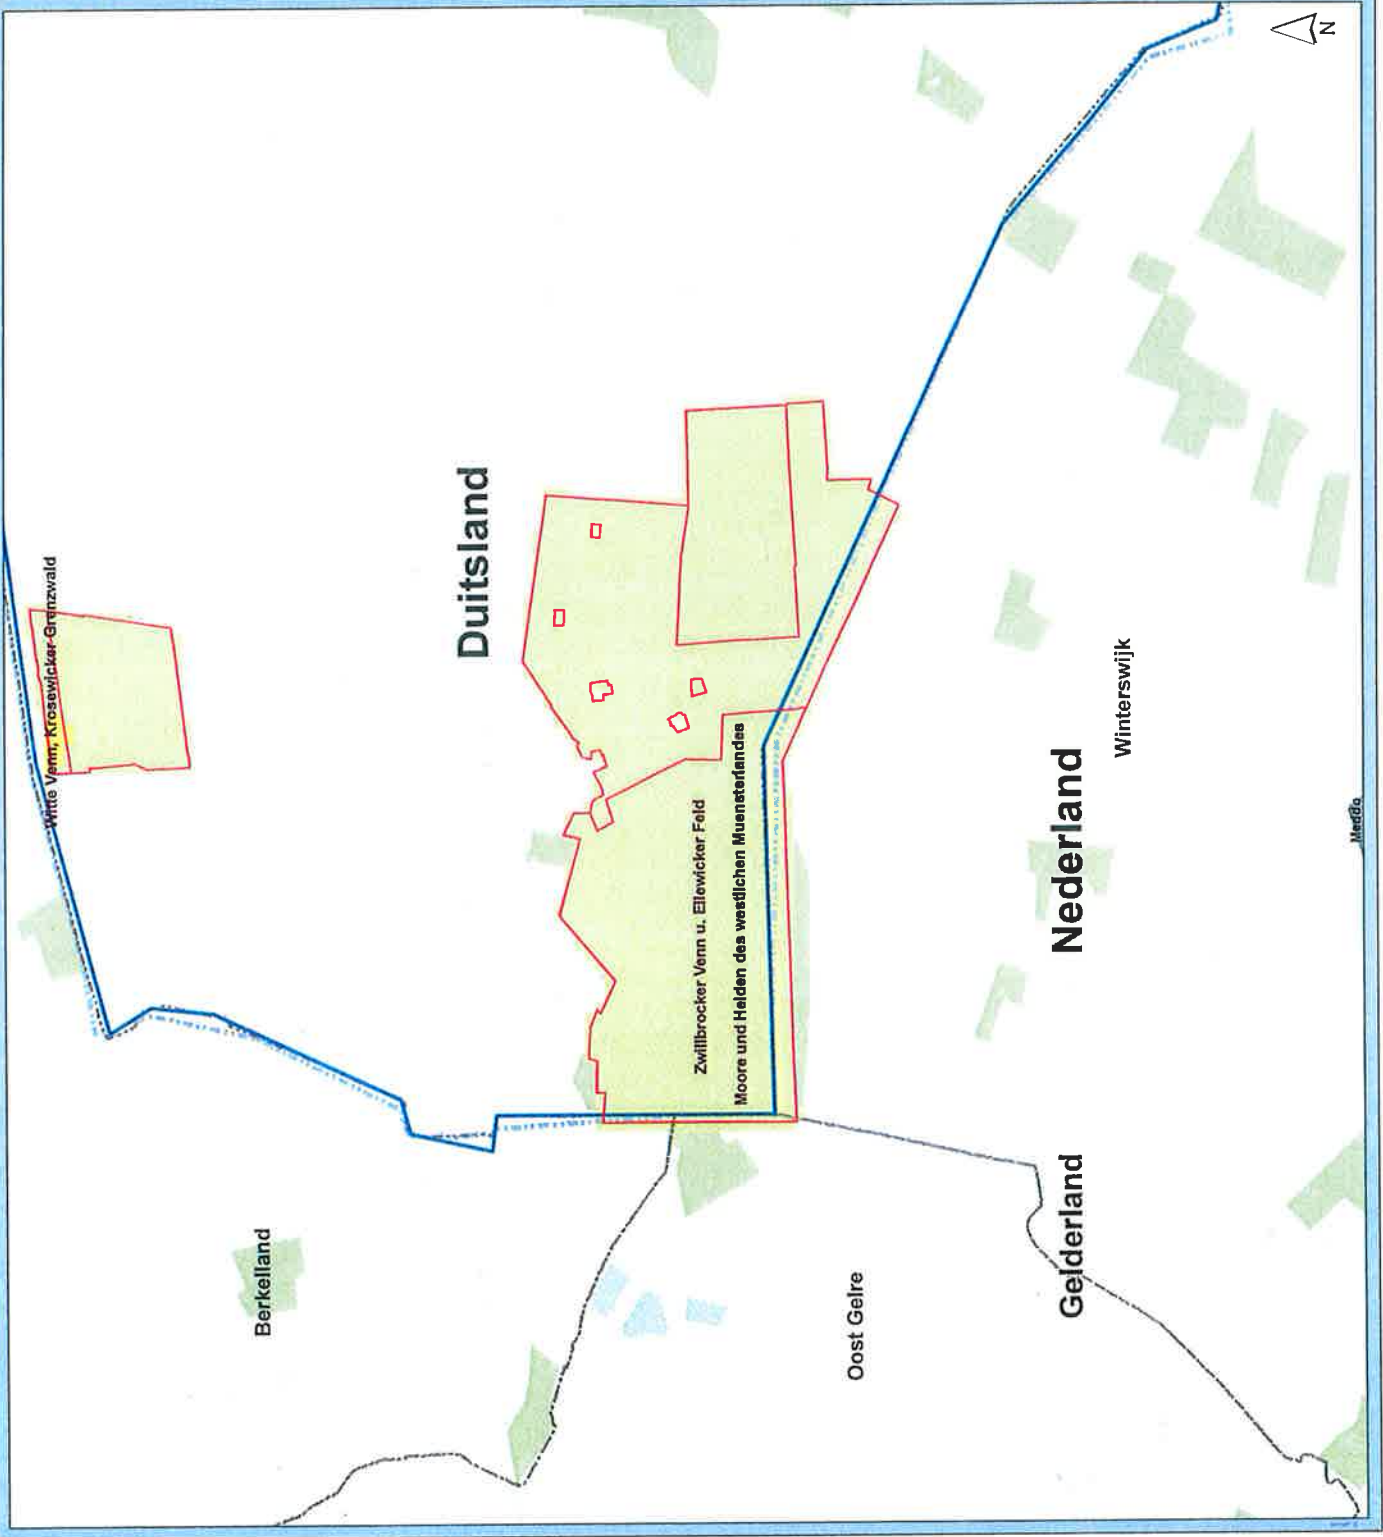 Witte Venn, Krosewicker Grenzwald
Berkelland
Duitsland
Zwillbrocker Venn u. Ellewicker Feld
Moore und Heiden des westlichen Muensterlandes
Oost Gelre
Gelderland
Nederland
Winterswijk
N
Meddo